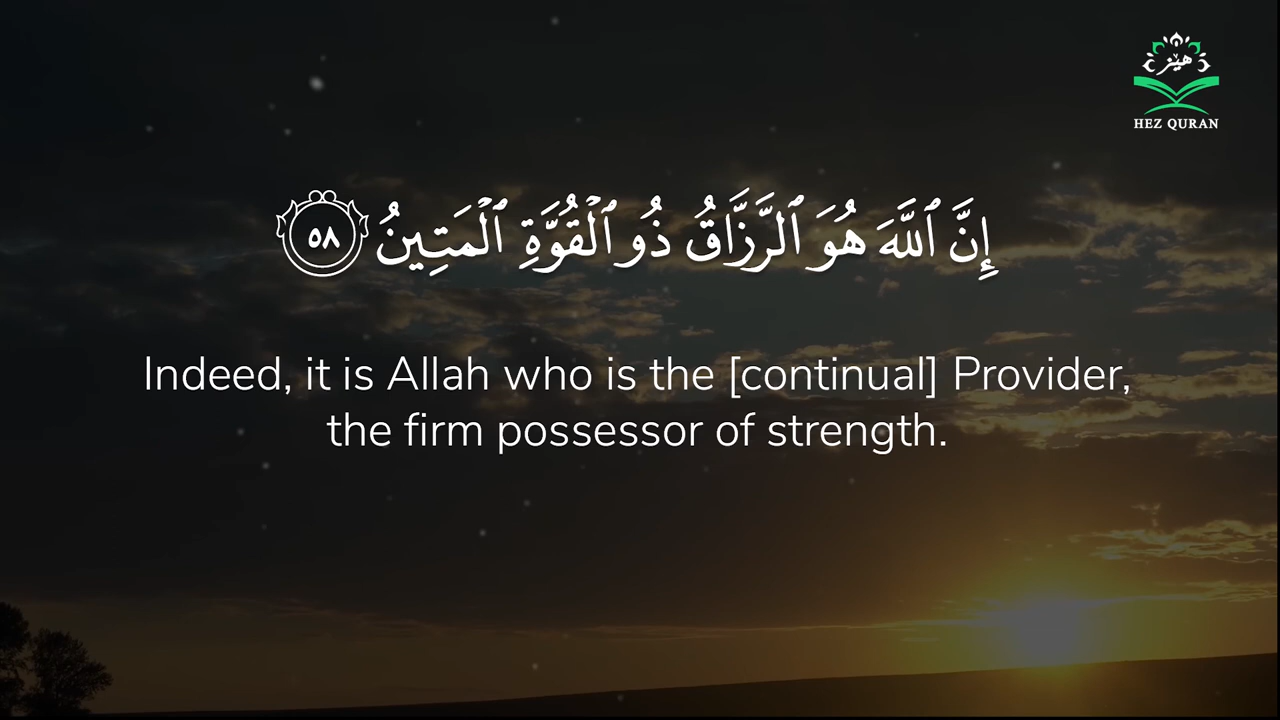 هێز
HEZ QURAN
إِنَّ ٱللَّهَ هُوَ ٱلرَّزَّاقُ ذُو ٱلْقُوَّةِ ٱلْمَتِينُ ٥٨
Indeed, it is Allah who is the [continual] Provider,
the firm possessor of strength.